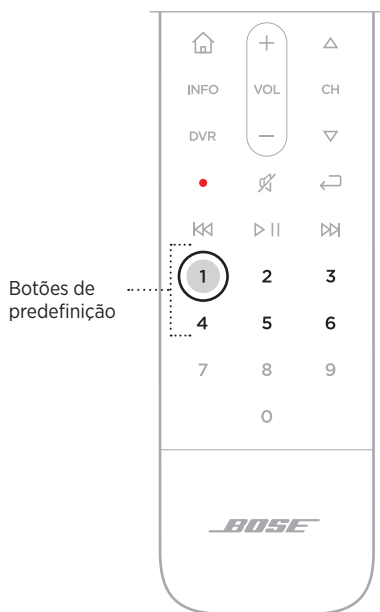 INFO VOL CH
DVR
1 2 3
Botões de
predefinição
4 5 6
7 8 9
0
BOSE